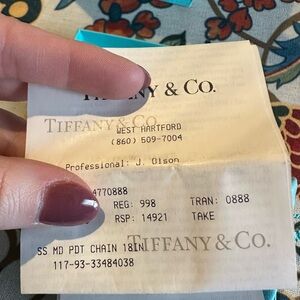 TIFFANY & CO.
TIFFANY & CO.
WEST HARTFORD
(860) 509-7004
Professional: J. Olson
4770888
REG: 998 TRAN: 0888
RSP: 14921 TAKE
SS MD PDT CHAIN 18IN
TIFFANY & CO.
117-93-33484038